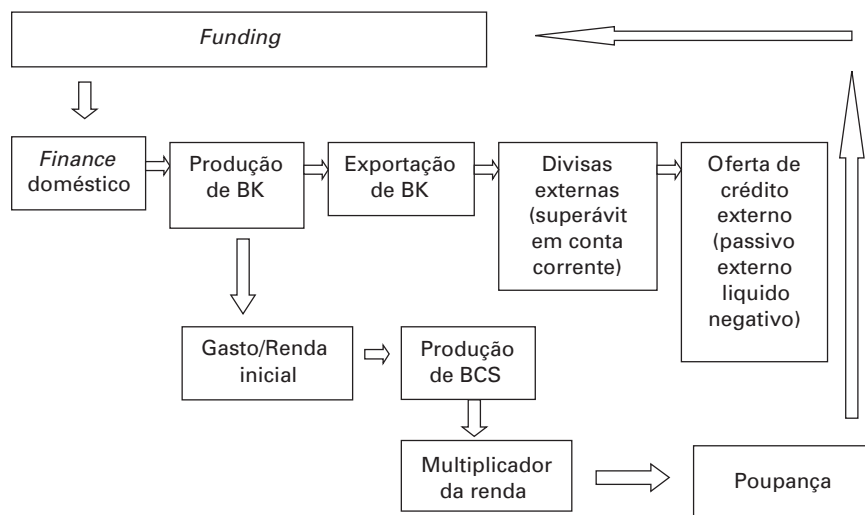 Funding
Finance
doméstico
Produção
de BK
Exportação
de BK
Divisas
externas
(superávit
em conta
corrente)
Oferta de
crédito
externo
(passivo
externo
liquido
negativo)
Gasto/Renda
inicial
Produção
de BCS
Multiplicador
da renda
Poupança